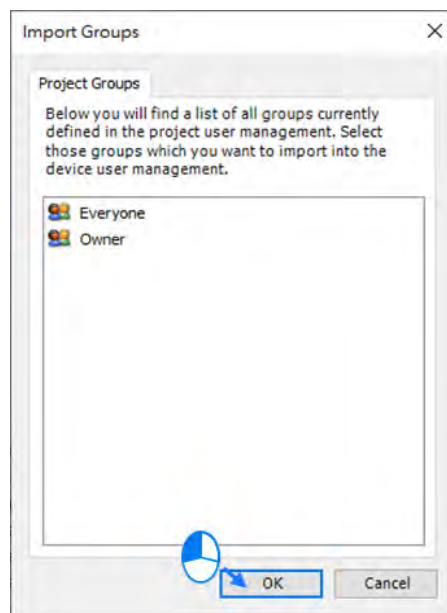 Import Groups
Project Groups
Below you will find a list of all groups currently
defined in the project user management. Select
those groups which you want to import into the
device user management.
Everyone
Owner
OK
Cancel